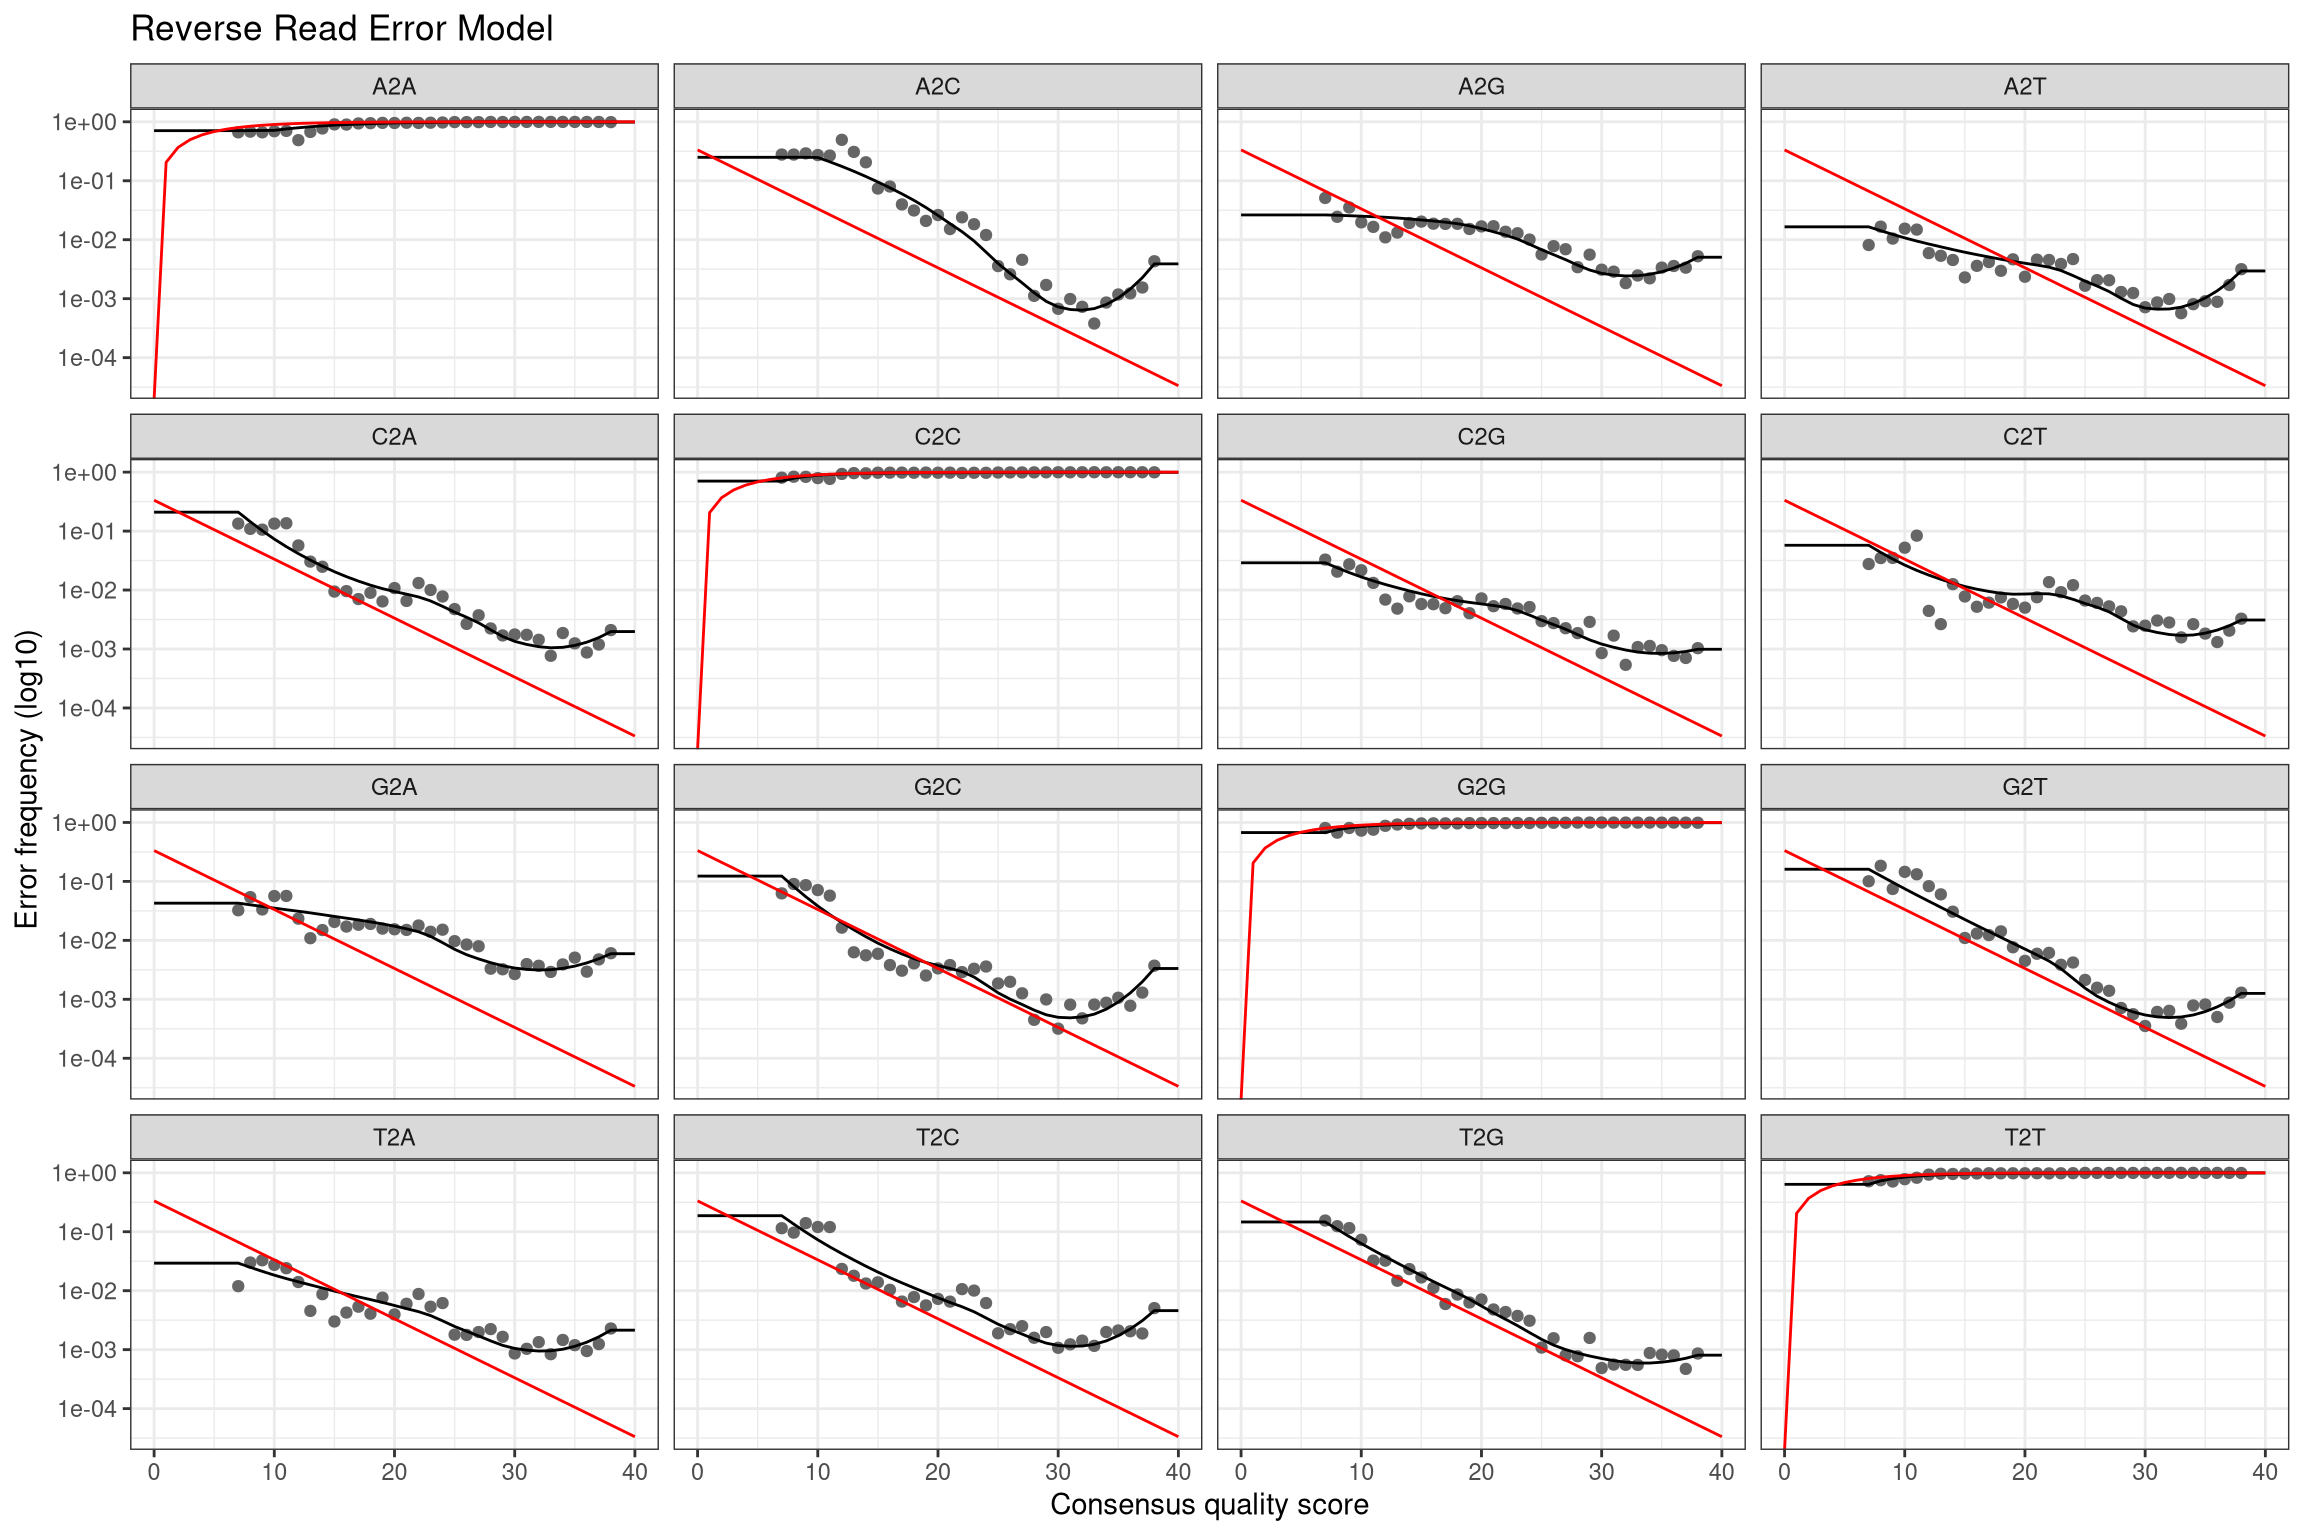 Reverse Read Error Model
A2A A2C A2G A2T
1e+00
1e-01
1e-02
1e-03
1e-04
C2A C2C C2G C2T
1e+00
1e-01
1e-02
1e-03
1e-04
G2A G2C G2G G2T
1e+00
1e-01
1e-02
1e-03
1e-04
T2A T2C T2G T2T
1e+00
1e-01
1e-02
1e-03
1e-04
0 10 20 30 40 0 10 20 30 40 0 10 20 30 40 0 10 20 30 40
Consensus quality score
Error frequency (log10)